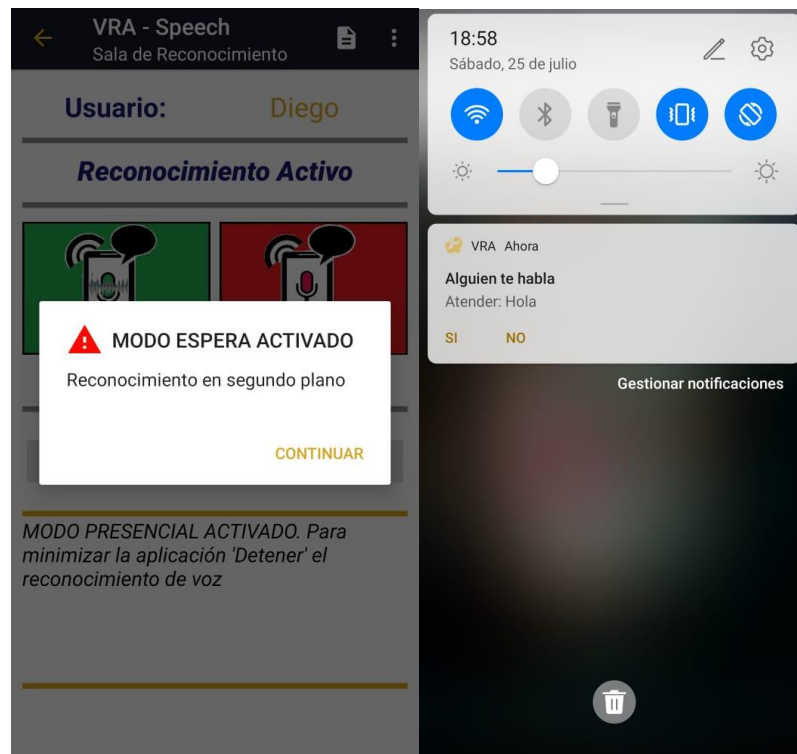 VRA - Speech
Sala de Reconocimiento
Usuario: Diego
Reconocimiento Activo
MODO ESPERA ACTIVADO
Reconocimiento en segundo plano
CONTINUAR
MODO PRESENCIAL ACTIVADO. Para
minimizar la aplicación 'Detener' el
reconocimiento de voz
18:58
Sábado, 25 de julio
VRA Ahora
Alguien te habla
Atender: Hola
SI NO
Gestionar notificaciones